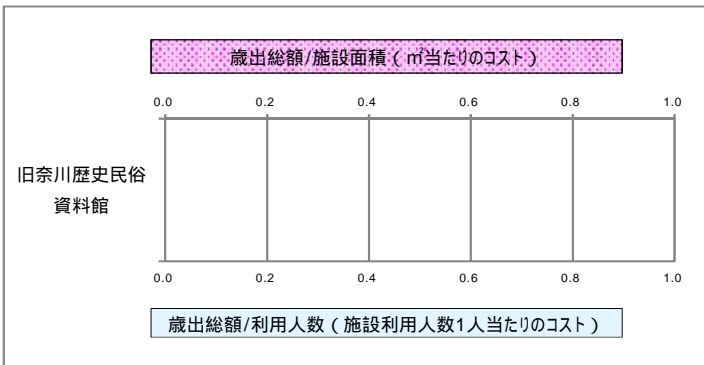 歳出総額/施設面積(㎡当たりのコスト)
0.0 0.2 0.4 0.6 0.8 1.0
旧奈川歴史民俗
資料館
0.0 0.2 0.4 0.6 0.8 1.0
歳出総額/利用人数(施設利用人数1人当たりのコスト)